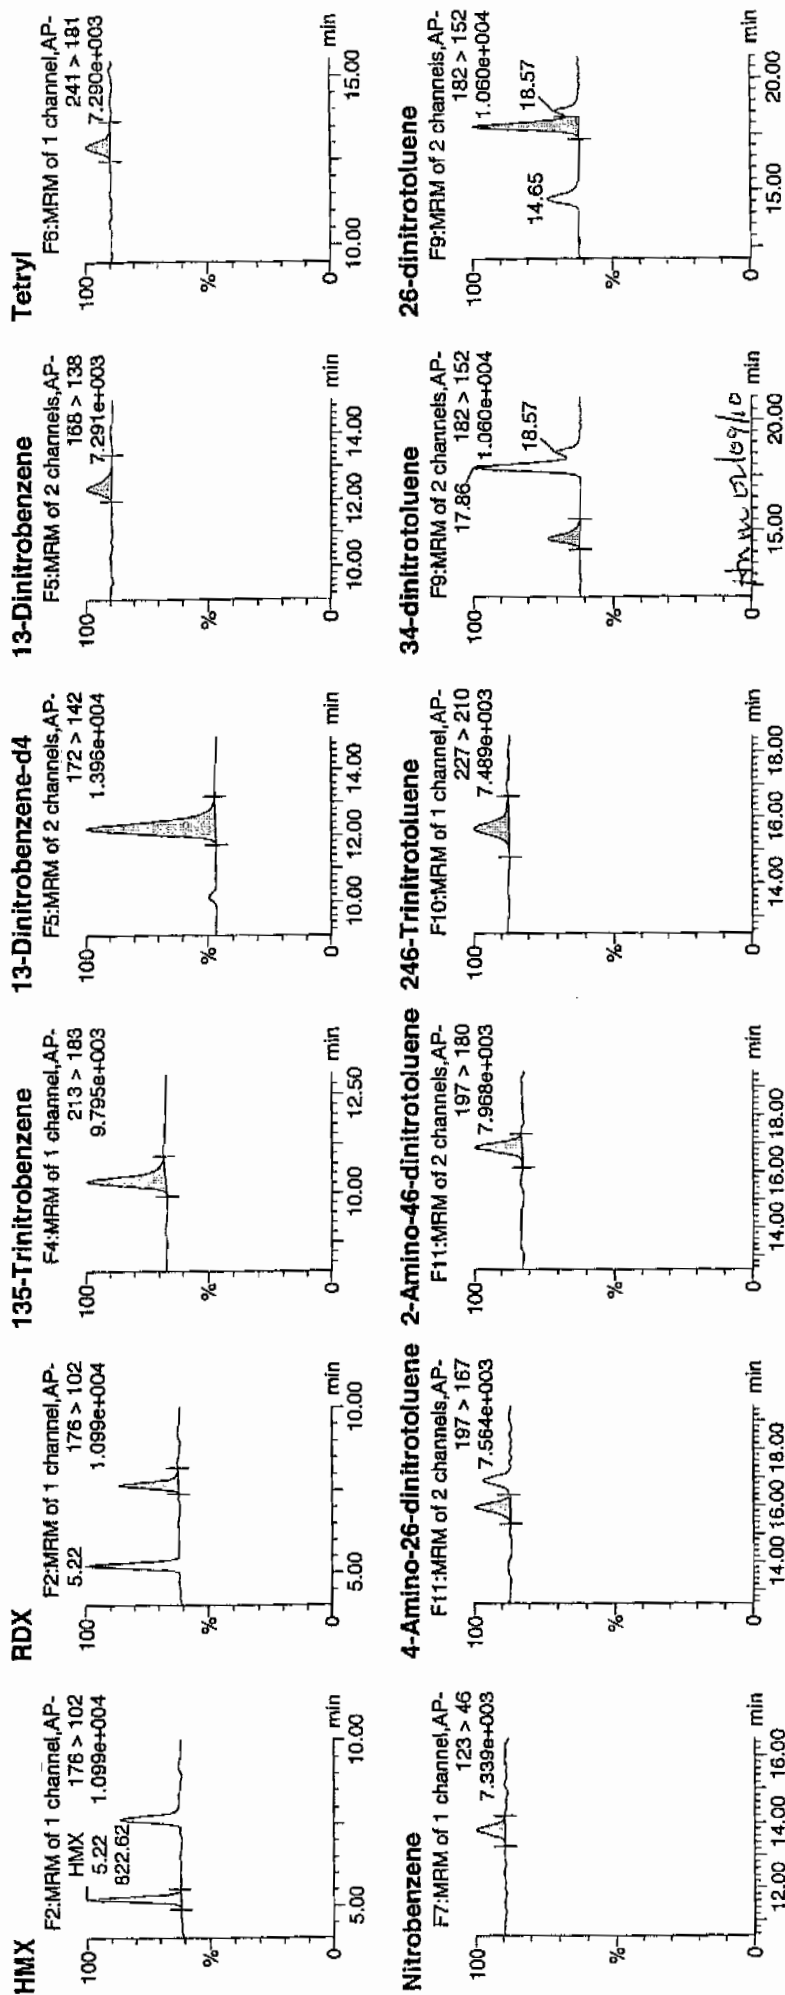 HMX
F2:MRM of 1 channel,AP-
176 > 102
1.099e+004
HMX
5.22
822.62
100
%
0
5.00
10.00
min
RDX
F2:MRM of 1 channel,AP-
176 > 102
1.099e+004
5.22
100
%
0
5.00
10.00
min
135-Trinitrobenzene
F4:MRM of 1 channel,AP-
213 > 183
9.795e+003
100
%
0
10.00
12.50
min
13-Dinitrobenzene-d4
F5:MRM of 2 channels,AP-
172 > 142
1.396e+004
100
%
0
10.00
12.00
14.00
min
13-Dinitrobenzene
F5:MRM of 2 channels,AP-
168 > 138
7.291e+003
100
%
0
10.00
12.00
14.00
min
Tetryl
F6:MRM of 1 channel,AP-
241 > 181
7.290e+003
100
%
0
10.00
15.00
min
Nitrobenzene
F7:MRM of 1 channel,AP-
123 > 46
7.339e+003
100
%
0
12.00
14.00
16.00
min
4-Amino-26-dinitrotoluene
F11:MRM of 2 channels,AP-
197 > 167
7.564e+003
100
%
0
14.00
16.00
18.00
min
2-Amino-46-dinitrotoluene
F11:MRM of 2 channels,AP-
197 > 180
7.968e+003
100
%
0
14.00
16.00
18.00
min
246-Trinitrotoluene
F10:MRM of 1 channel,AP-
227 > 210
7.489e+003
100
%
0
14.00
16.00
18.00
min
34-dinitrotoluene
F9:MRM of 2 channels,AP-
182 > 152
1.060e+004
17.86
18.57
100
%
0
15.00
20.00
min
02/09/10
26-dinitrotoluene
F9:MRM of 2 channels,AP-
182 > 152
1.060e+004
14.65
18.57
100
%
0
15.00
20.00
min